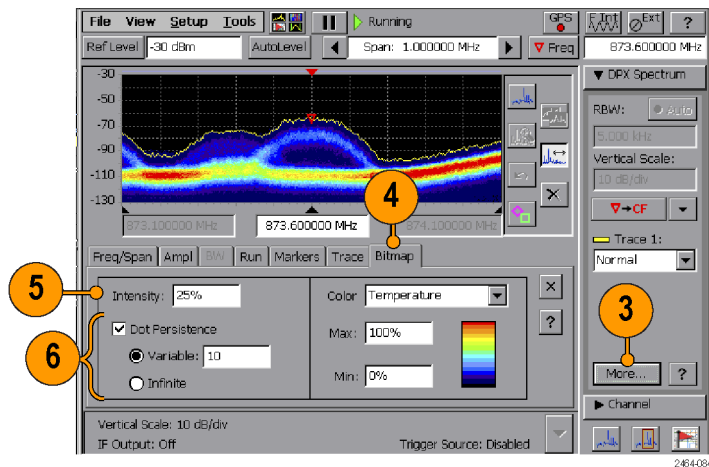 File View Setup Tools Running GPS F Int Ext ?
Ref Level -30 dBm AutoLevel Span: 1.000000 MHz Freq 873.600000 MHz
-30
-50
-70
-90
-110
-130
873.100000 MHz 873.600000 MHz 874.100000 MHz
DPX Spectrum
RBW: Auto
5.000 kHz
Vertical Scale:
10 dB/div
→CF
Trace 1:
Normal
More... ?
Channel
4
3
Freq/Span Ampl BW Run Markers Trace Bitmap
5
Intensity: 25%
6
Dot Persistence
Variable: 10
Infinite
Color Temperature
Max: 100%
Min: 0%
?
Vertical Scale: 10 dB/div
IF Output: Off Trigger Source: Disabled